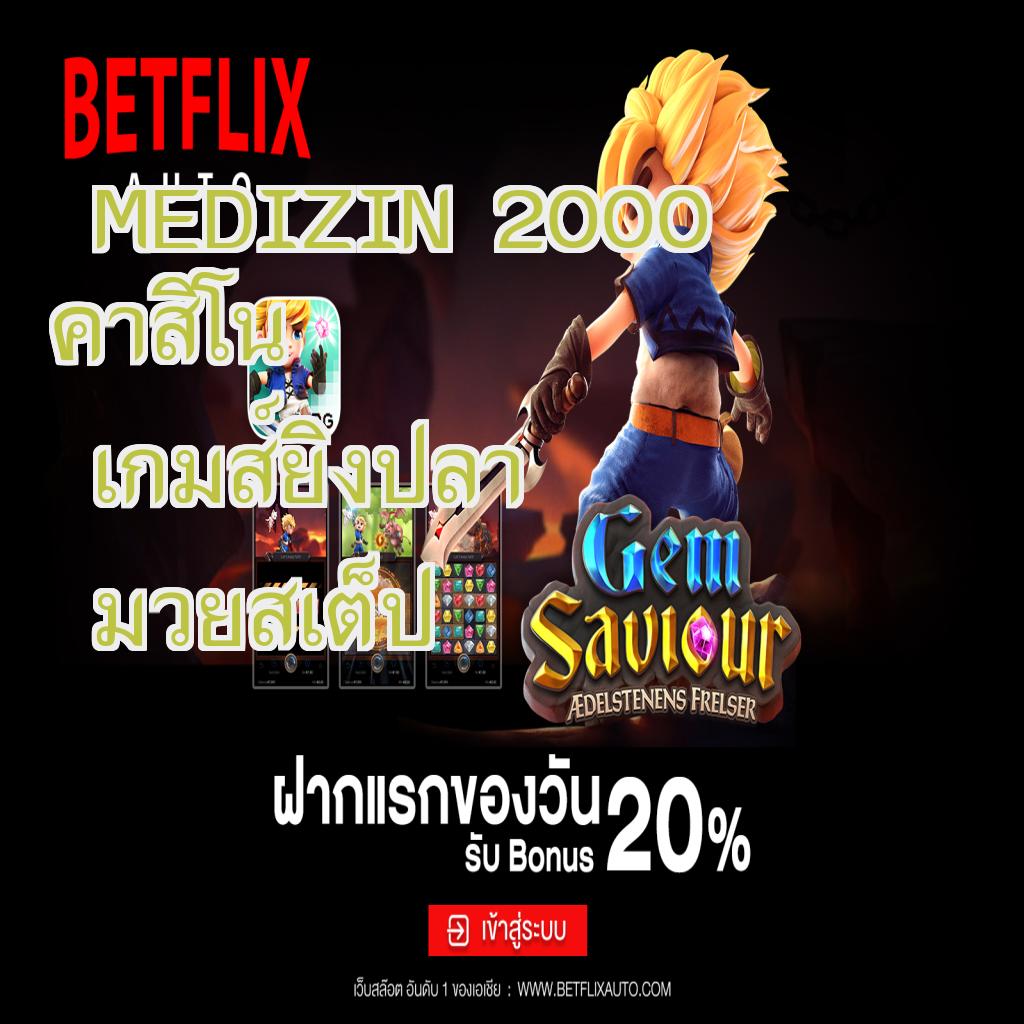 BETFLIX
AUTO
MEDIZIN 2000
คาสิโน
เกมส์ยิงปลา
มวยสเต็ป
Gem
Saviour
ÆDELSTENENS FRELSER
ฝากแรกของวัน
รับ Bonus 20%
เข้าสู่ระบบ
เว็บสล๊อต อันดับ 1 ของเอเชีย : WWW.BETFLIXAUTO.COM